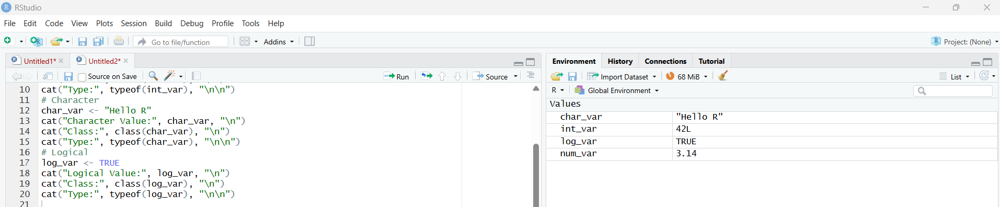 RStudio
File Edit Code View Plots Session Build Debug Profile Tools Help
Go to file/function Addins Project: (None)
Untitled1* Untitled2*
Source on Save Run Source
10 cat("Type:", typeof(int_var), "\n\n")
11 # Character
12 char_var <- "Hello R"
13 cat("Character Value:", char_var, "\n")
14 cat("Class:", class(char_var), "\n")
15 cat("Type:", typeof(char_var), "\n\n")
16 # Logical
17 log_var <- TRUE
18 cat("Logical Value:", log_var, "\n")
19 cat("Class:", class(log_var), "\n")
20 cat("Type:", typeof(log_var), "\n\n")
21
Environment History Connections Tutorial
Import Dataset 68 MiB List
R Global Environment
Values
char_var "Hello R"
int_var 42L
log_var TRUE
num_var 3.14